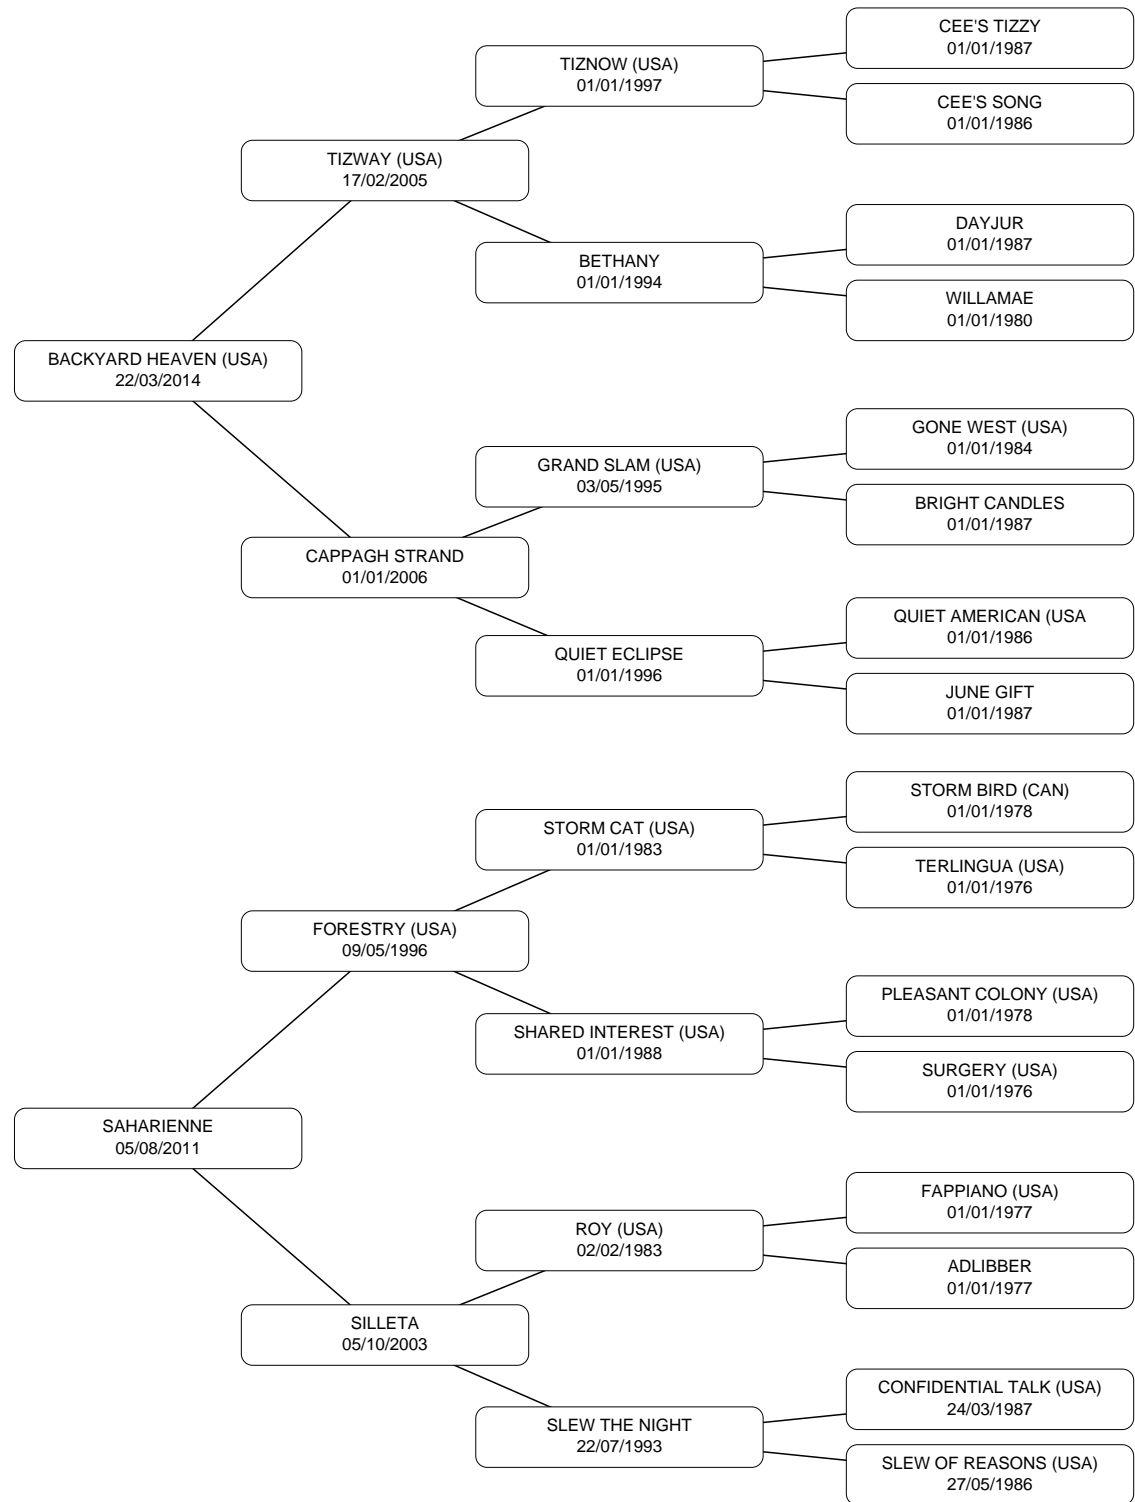 CEE'S TIZZY
01/01/1987
TIZNOW (USA)
01/01/1997
CEE'S SONG
01/01/1986
TIZWAY (USA)
17/02/2005
DAYJUR
01/01/1987
BETHANY
01/01/1994
WILLAMAE
01/01/1980
BACKYARD HEAVEN (USA)
22/03/2014
GONE WEST (USA)
01/01/1984
GRAND SLAM (USA)
03/05/1995
BRIGHT CANDLES
01/01/1987
CAPPAGH STRAND
01/01/2006
QUIET AMERICAN (USA
01/01/1986
QUIET ECLIPSE
01/01/1996
JUNE GIFT
01/01/1987
STORM BIRD (CAN)
01/01/1978
STORM CAT (USA)
01/01/1983
TERLINGUA (USA)
01/01/1976
FORESTRY (USA)
09/05/1996
PLEASANT COLONY (USA)
01/01/1978
SHARED INTEREST (USA)
01/01/1988
SURGERY (USA)
01/01/1976
SAHARIENNE
05/08/2011
FAPPIANO (USA)
01/01/1977
ROY (USA)
02/02/1983
ADLIBBER
01/01/1977
SILLETA
05/10/2003
CONFIDENTIAL TALK (USA)
24/03/1987
SLEW THE NIGHT
22/07/1993
SLEW OF REASONS (USA)
27/05/1986